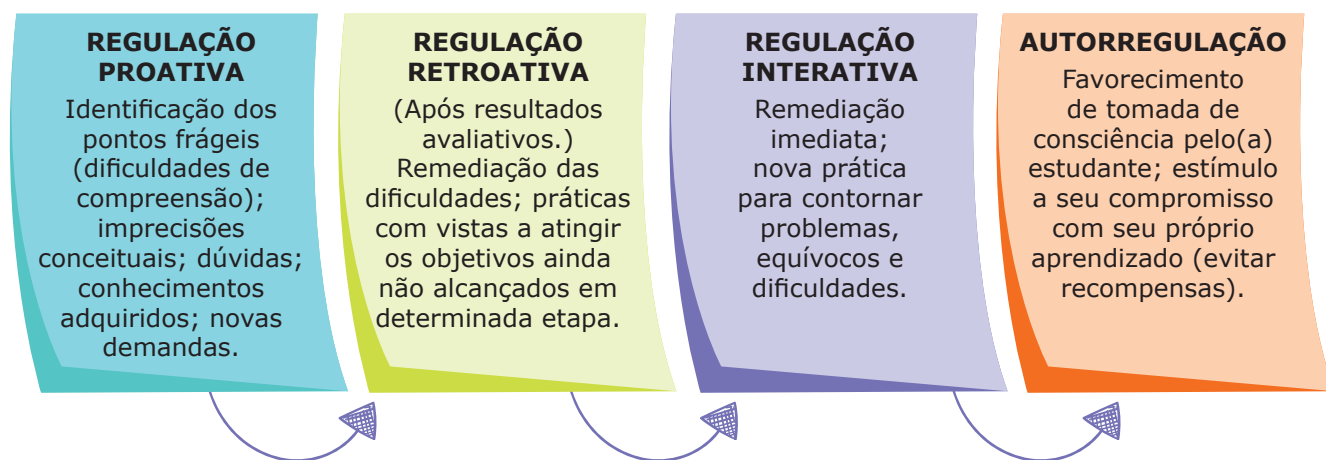 REGULAÇÃO
PROATIVA
Identificação dos
pontos frágeis
(dificuldades de
compreensão);
imprecisões
conceituais; dúvidas;
conhecimentos
adquiridos; novas
demandas.
REGULAÇÃO
RETROATIVA
(Após resultados
avaliativos.)
Remediação das
dificuldades; práticas
com vistas a atingir
os objetivos ainda
não alcançados em
determinada etapa.
REGULAÇÃO
INTERATIVA
Remediação
imediata;
nova prática
para contornar
problemas,
equívocos e
dificuldades.
AUTORREGULAÇÃO
Favorecimento
de tomada de
consciência pelo(a)
estudante; estímulo
a seu compromisso
com seu próprio
aprendizado (evitar
recompensas).